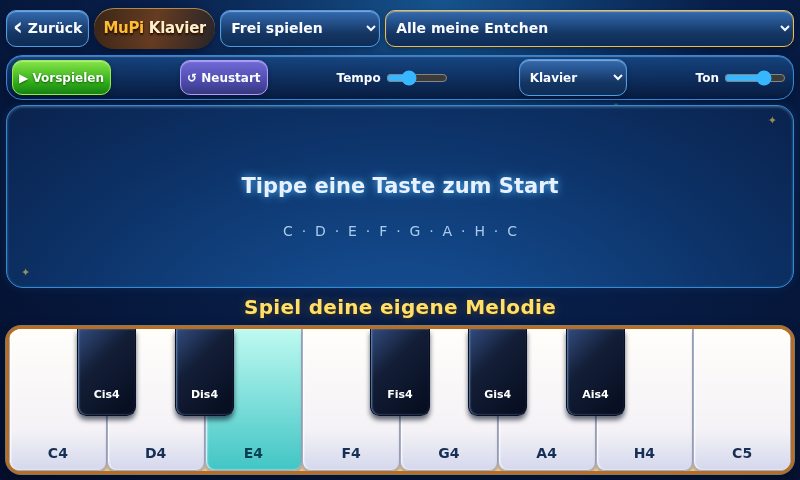 ‹ Zurück MuPi Klavier Frei spielen Alle meine Entchen
▶ Vorspielen ↺ Neustart Tempo Klavier Ton
Tippe eine Taste zum Start
C · D · E · F · G · A · H · C
Spiel deine eigene Melodie
Cis4 Dis4 Fis4 Gis4 Ais4
C4 D4 E4 F4 G4 A4 H4 C5